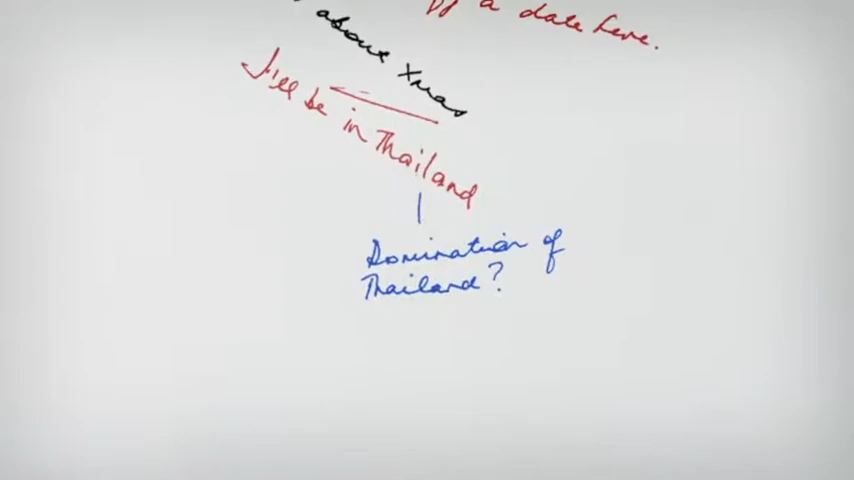 a date here.
about Xmas
I'll be in Thailand
Domination of
Thailand?